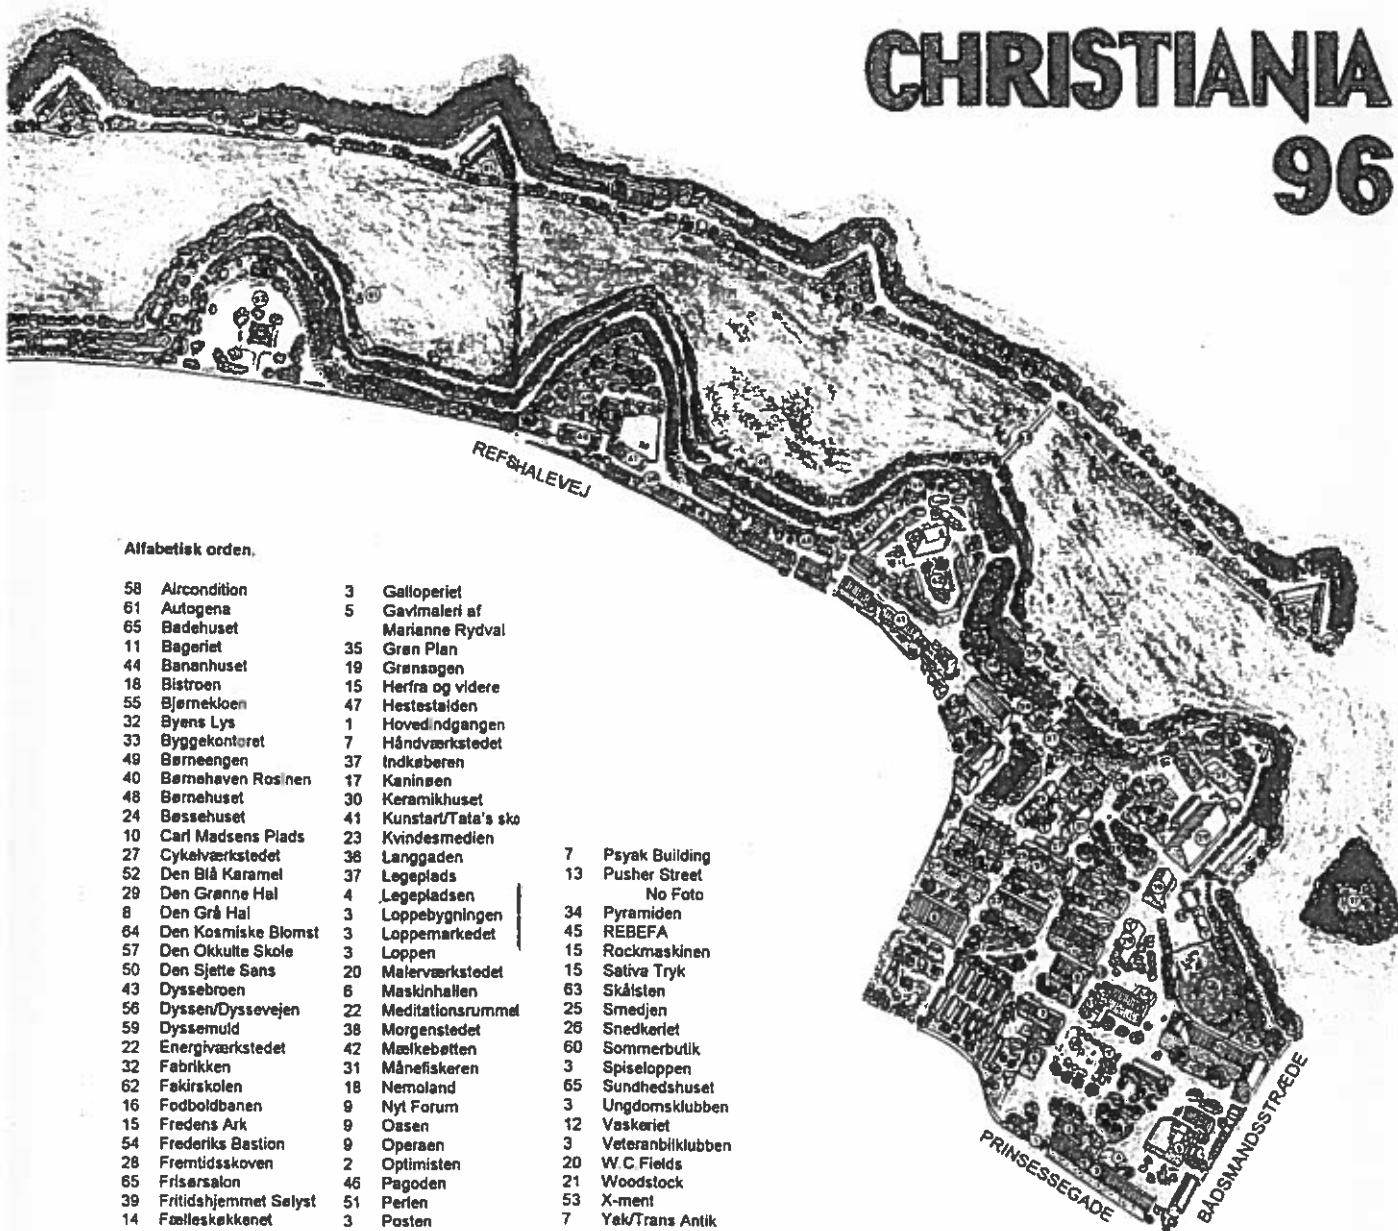 CHRISTIANIA
96
REFSHALEVEJ
Alfabetisk orden.
58 Aircondition
61 Autogena
65 Badehuset
11 Bageriet
44 Bananhuset
18 Bistroen
55 Bjørnekloen
32 Byens Lys
33 Byggekontoret
49 Børneengen
40 Børnehaven Rosinen
48 Børnehuset
24 Bøssehuset
10 Carl Madsens Plads
27 Cykelværkstedet
52 Den Blå Karamel
29 Den Grønne Hal
8 Den Grå Hal
64 Den Kosmiske Blomst
57 Den Okkulte Skole
50 Den Sjette Sans
43 Dyssebroen
56 Dyssen/Dyssevejen
59 Dyssemuld
22 Energiværkstedet
32 Fabrikken
62 Fakirskolen
16 Fodboldbanen
15 Fredens Ark
54 Frederiks Bastion
28 Fremtidsskoven
65 Frisørsalon
39 Fritidshjemmet Sølyst
14 Fælleskøkkenet
3 Galloperiet
5 Gavlmaleri af
Marianne Rydval
35 Grøn Plan
19 Grønsagen
15 Herfra og videre
47 Hestestalden
1 Hovedindgangen
7 Håndværkstedet
37 Indkøberen
17 Kaninøen
30 Keramikhuset
41 Kunstart/Tata's sko
23 Kvindesmedien
36 Langgaden
37 Legeplads
4 Legepladsen
3 Loppebygningen
3 Loppemarkedet
3 Loppen
20 Malerværkstedet
6 Maskinhallen
22 Meditationsrummet
38 Morgenstedet
42 Mælkebøtten
31 Månefiskeren
18 Nemoland
9 Nyt Forum
9 Oasen
9 Operaen
2 Optimisten
46 Pagoden
51 Perlen
3 Posten
7 Psyak Building
13 Pusher Street
No Foto
34 Pyramiden
45 REBEFA
15 Rockmaskinen
15 Sativa Tryk
63 Skålsten
25 Smedjen
26 Snedkeriet
60 Sommerbutik
3 Spiseloppen
65 Sundhedshuset
3 Ungdomsklubben
12 Vaskeriet
3 Veteranbilklubben
20 W.C.Fields
21 Woodstock
53 X-ment
7 Yak/Trans Antik
PRINSESSEGADE
BÅDSMANDSSTRÆDE